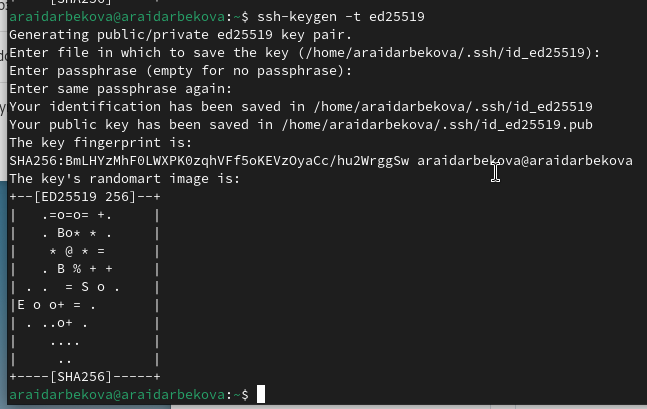 araidarbekova@araidarbekova:~$ ssh-keygen -t ed25519
Generating public/private ed25519 key pair.
Enter file in which to save the key (/home/araidarbekova/.ssh/id_ed25519):
Enter passphrase (empty for no passphrase):
Enter same passphrase again:
Your identification has been saved in /home/araidarbekova/.ssh/id_ed25519
Your public key has been saved in /home/araidarbekova/.ssh/id_ed25519.pub
The key fingerprint is:
SHA256:BmLHYzMhF0LWXPK0zqhVFf5oKEVzOyaCc/hu2WrggSw araidarbekova@araidarbekova
The key's randomart image is:
+--[ED25519 256]--+
|    .=o=o= +.    |
|    . Bo* * .    |
|     * @ * =     |
|    . B % + +    |
| . .  = S o .    |
|E o o+ = .       |
| . ..o+ .        |
|     ....        |
|      ..         |
+----[SHA256]-----+
araidarbekova@araidarbekova:~$